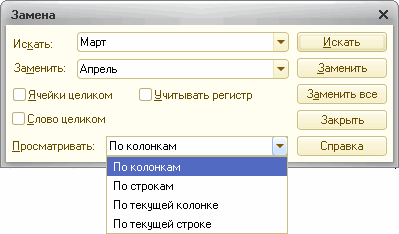 Замена
Искать: Март Искать
Заменить: Апрель Заменить
Ячейки целиком Учитывать регистр Заменить все
Слово целиком Закрыть
Просматривать: По колонкам Справка
По колонкам
По строкам
По текущей колонке
По текущей строке